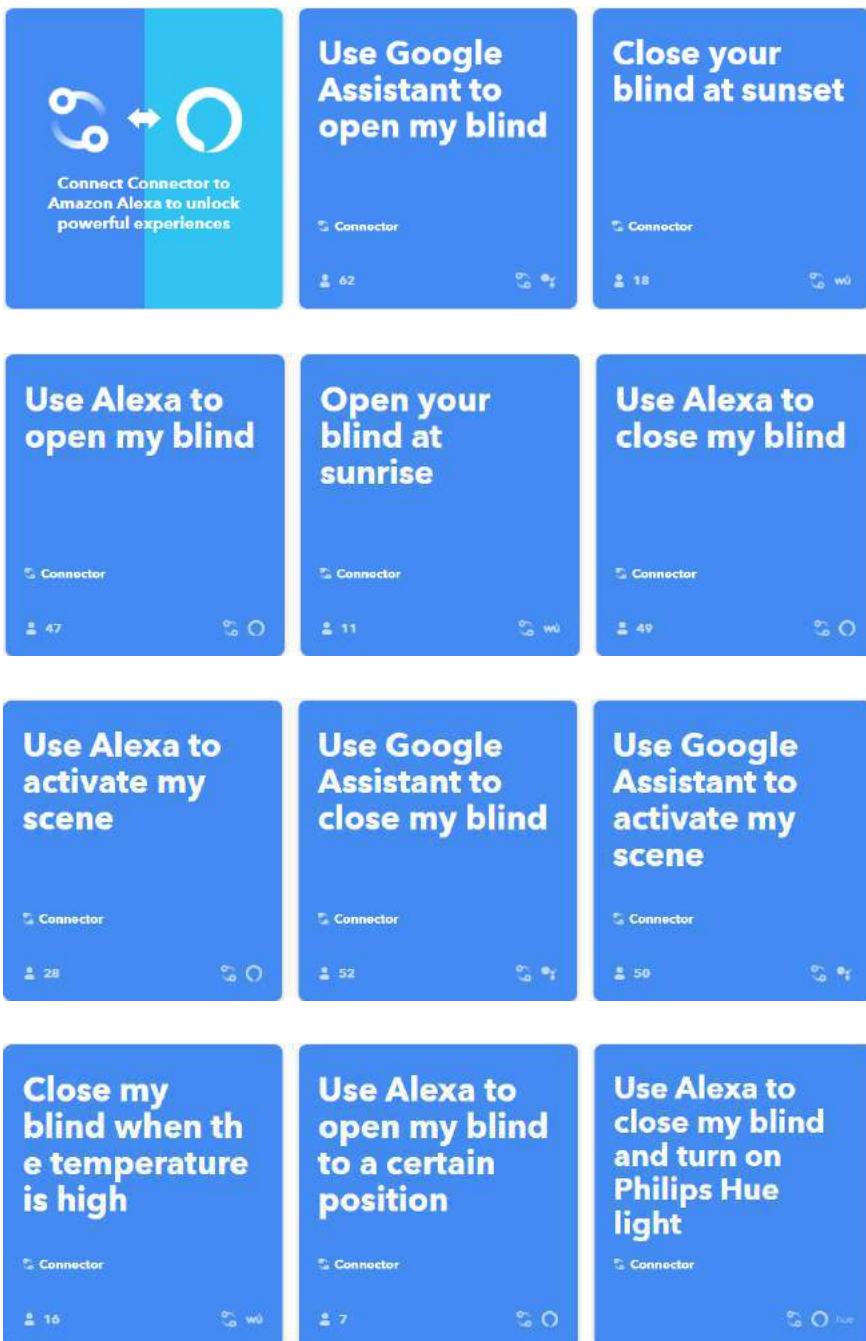 Connect Connector to
Amazon Alexa to unlock
powerful experiences
Use Google
Assistant to
open my blind
Connector
62
Close your
blind at sunset
Connector
18
wú
Use Alexa to
open my blind
Connector
47
Open your
blind at
sunrise
Connector
11
wú
Use Alexa to
close my blind
Connector
49
Use Alexa to
activate my
scene
Connector
28
Use Google
Assistant to
close my blind
Connector
52
Use Google
Assistant to
activate my
scene
Connector
50
Close my
blind when th
e temperature
is high
Connector
16
wú
Use Alexa to
open my blind
to a certain
position
Connector
7
Use Alexa to
close my blind
and turn on
Philips Hue
light
Connector
hue